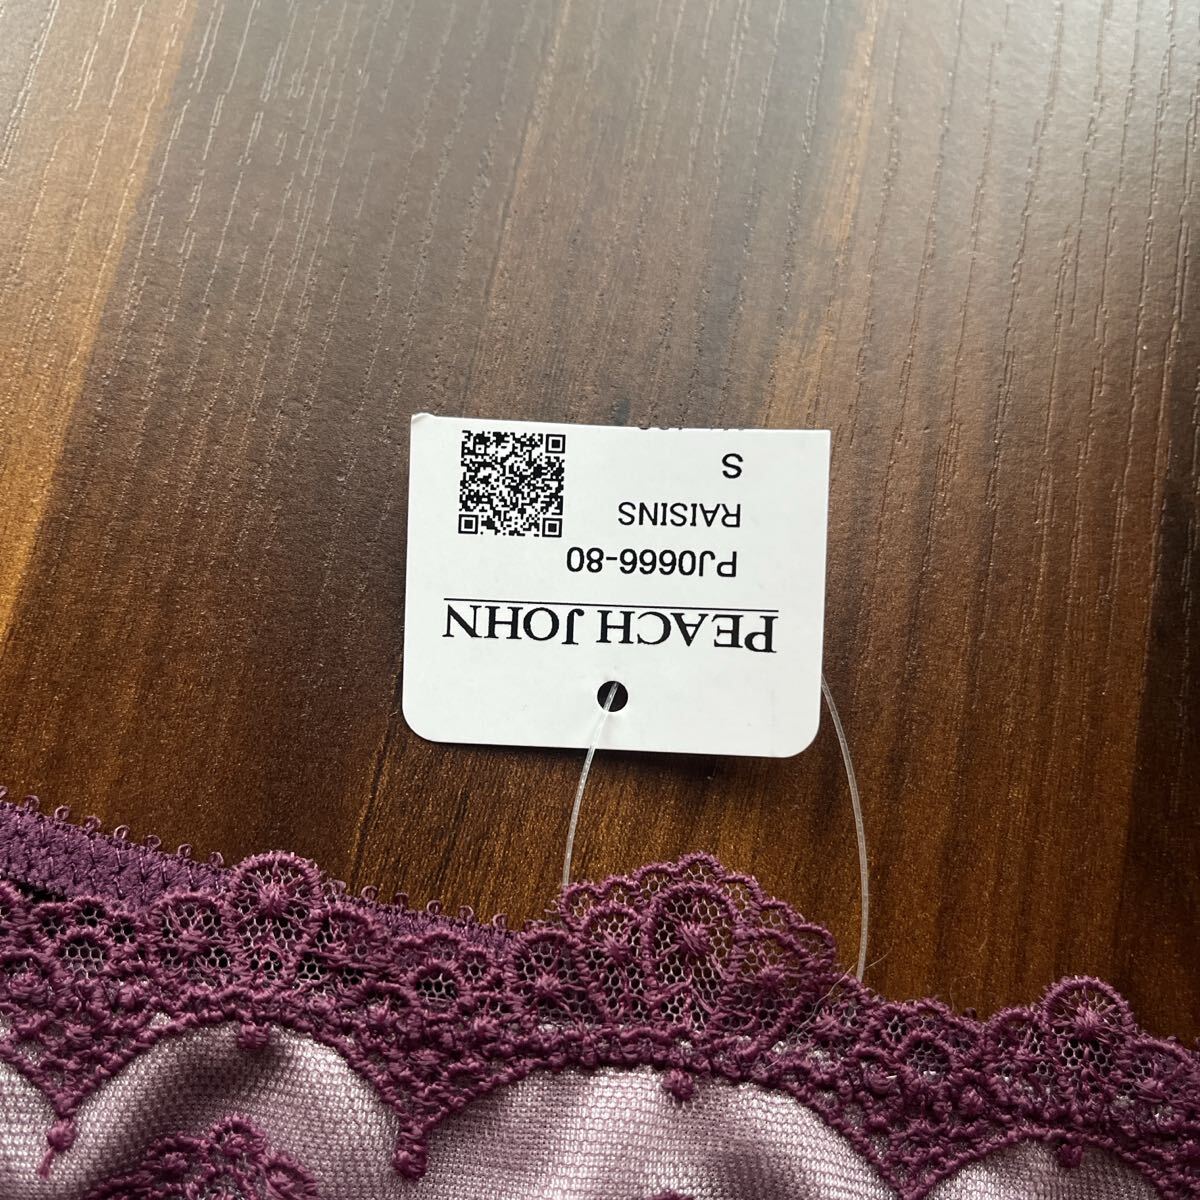 PEACH JOHN
PJ0666-80
RAISINS
S